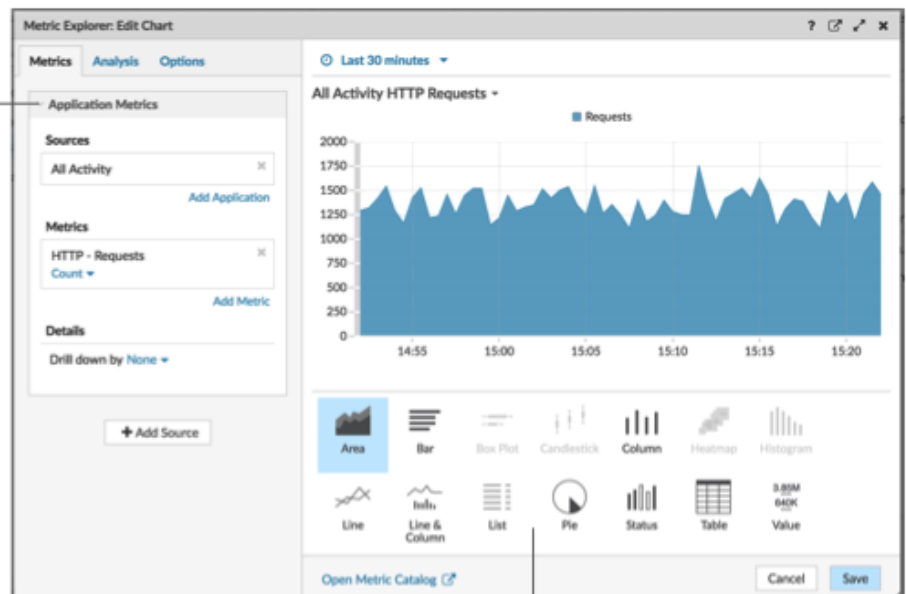 Metric Explorer: Edit Chart
?
Metrics Analysis Options
Application Metrics
Sources
All Activity
Add Application
Metrics
HTTP - Requests
Count
Add Metric
Details
Drill down by None
+ Add Source
Last 30 minutes
All Activity HTTP Requests
Requests
2000
1750
1500
1250
1000
750
500
250
0
14:55 15:00 15:05 15:10 15:15 15:20
Area Bar Box Plot Candlestick Column Heatmap Histogram
3.85M
640K
Line Line & List Pie Status Table Value
Column
Open Metric Catalog
Cancel Save